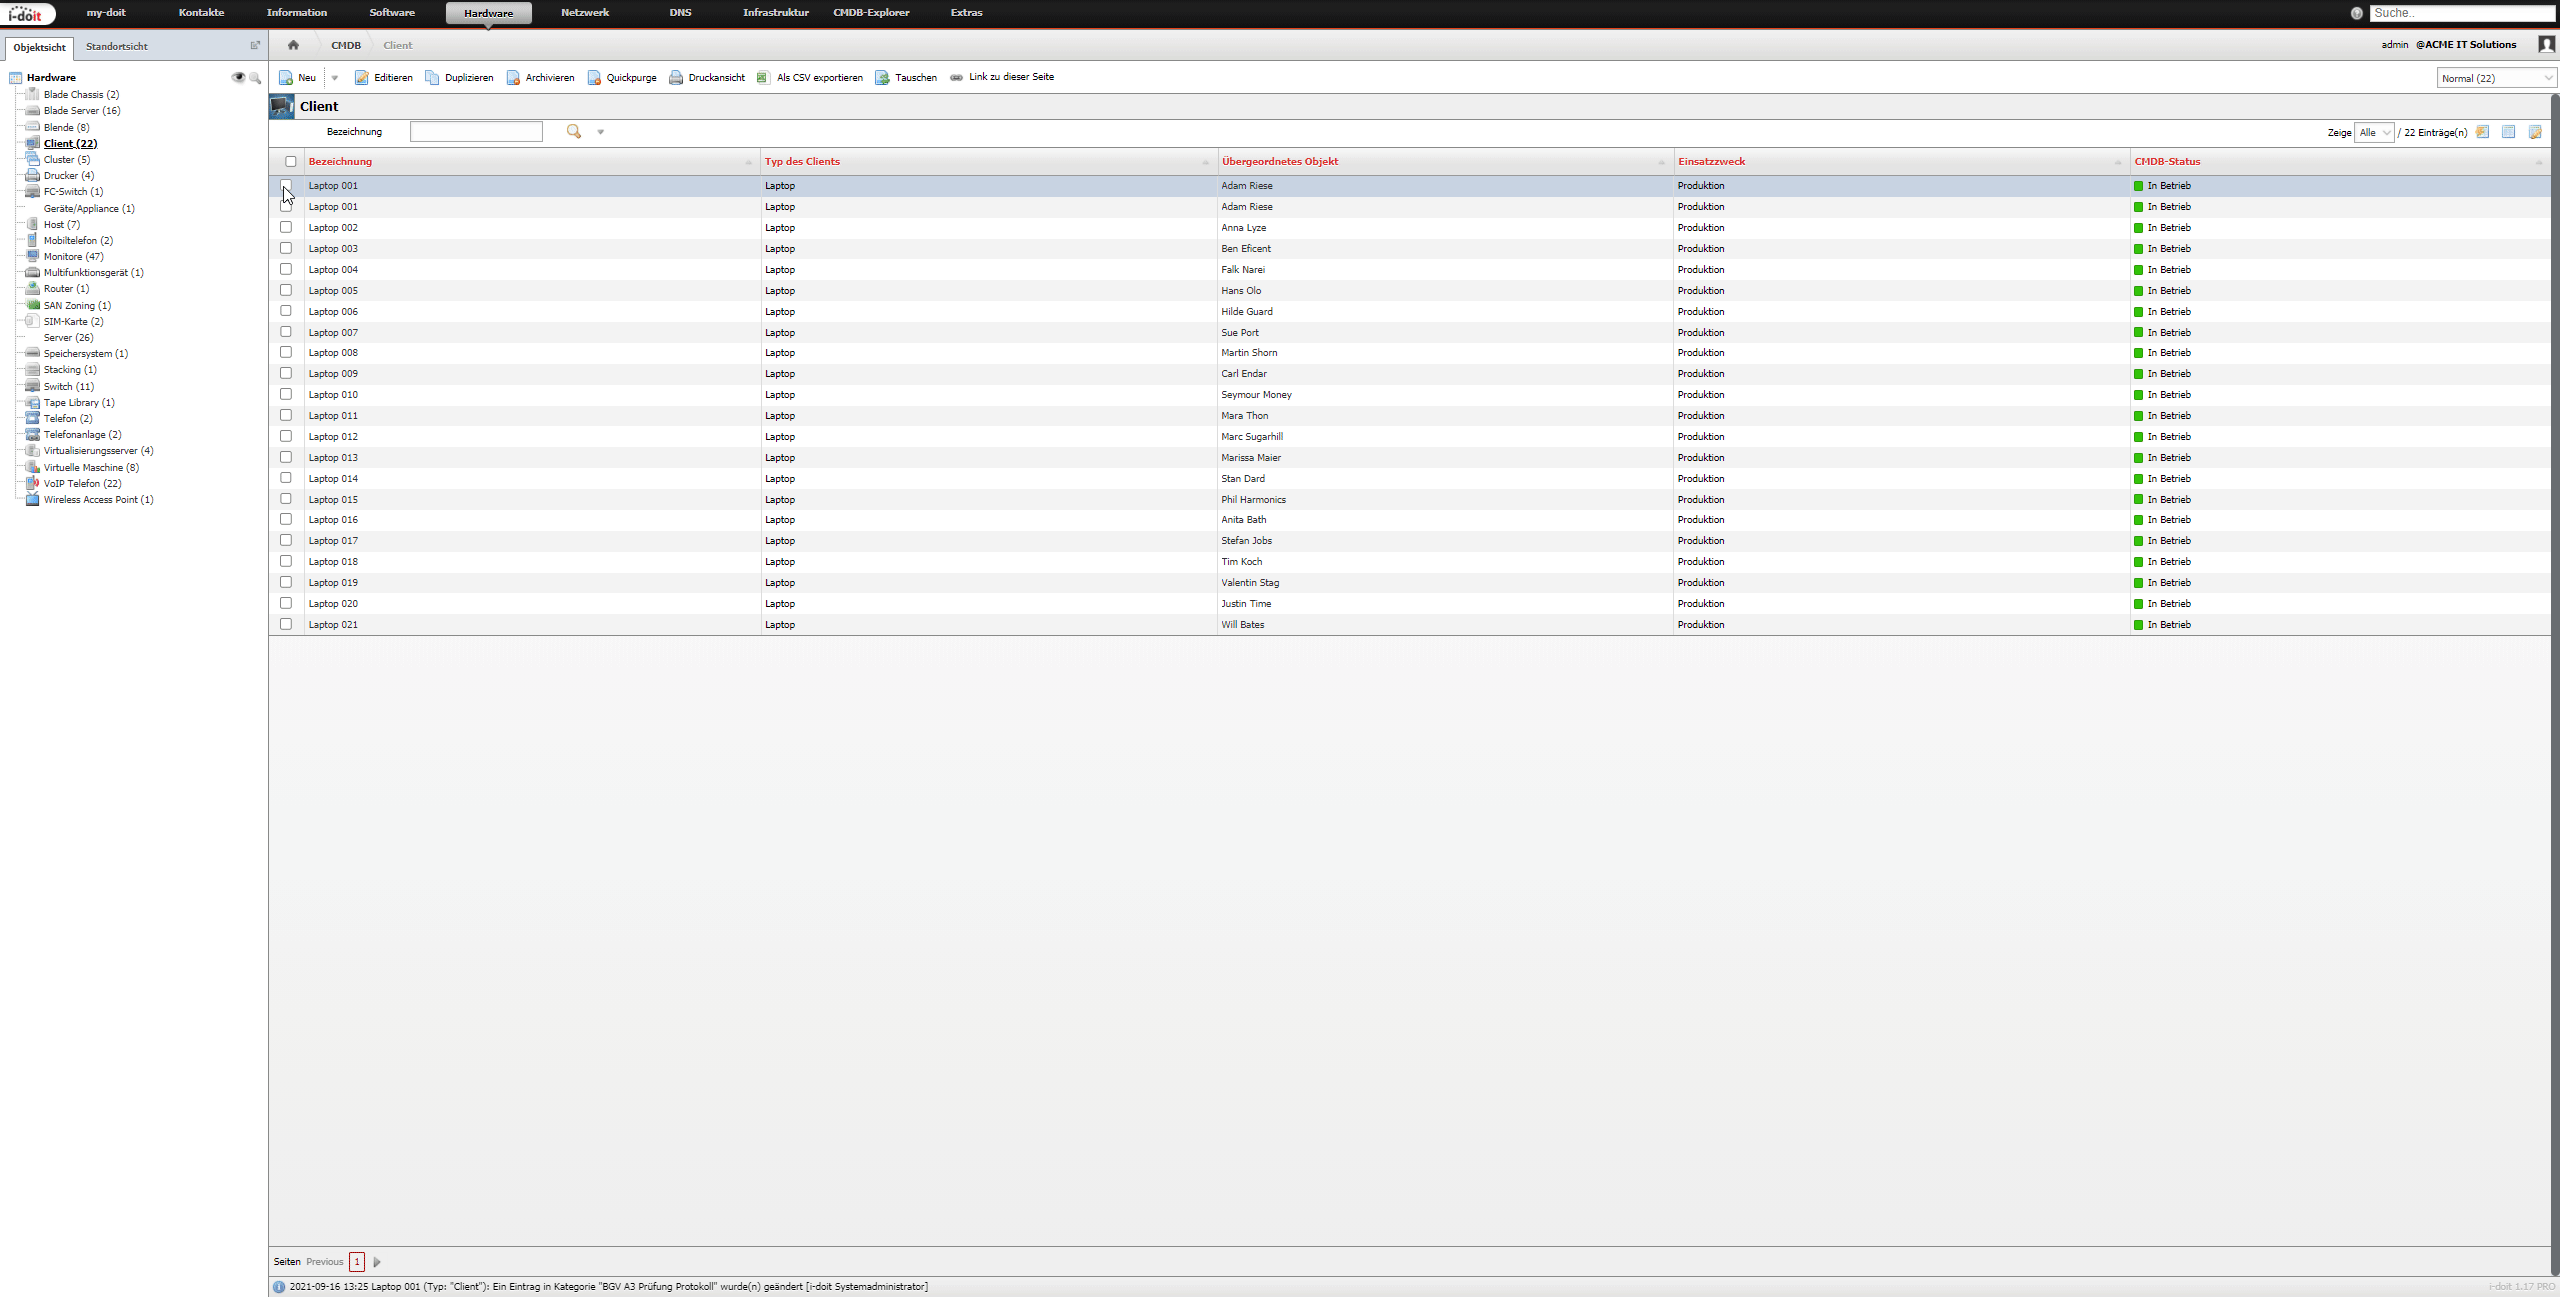 i-doit my-doit Kontakte Information Software Hardware Netzwerk DNS Infrastruktur CMDB-Explorer Extras Suche..
Objektsicht Standortsicht CMDB Client admin @ACME IT Solutions
Neu Editieren Duplizieren Archivieren Quickpurge Druckansicht Als CSV exportieren Tauschen Link zu dieser Seite Normal (22)
Hardware
Blade Chassis (2)
Blade Server (16)
Blende (8)
Client (22)
Cluster (5)
Drucker (4)
FC-Switch (1)
Geräte/Appliance (1)
Host (7)
Mobiltelefon (2)
Monitore (47)
Multifunktionsgerät (1)
Router (1)
SAN Zoning (1)
SIM-Karte (2)
Server (26)
Speichersystem (1)
Stacking (1)
Switch (11)
Tape Library (1)
Telefon (2)
Telefonanlage (2)
Virtualisierungsserver (4)
Virtuelle Maschine (8)
VoIP Telefon (22)
Wireless Access Point (1)
Client
Bezeichnung Zeige Alle / 22 Einträge(n)
Bezeichnung Typ des Clients Übergeordnetes Objekt Einsatzzweck CMDB-Status
Laptop 001 Laptop Adam Riese Produktion In Betrieb
Laptop 001 Laptop Adam Riese Produktion In Betrieb
Laptop 002 Laptop Anna Lyze Produktion In Betrieb
Laptop 003 Laptop Ben Eficent Produktion In Betrieb
Laptop 004 Laptop Falk Narei Produktion In Betrieb
Laptop 005 Laptop Hans Olo Produktion In Betrieb
Laptop 006 Laptop Hilde Guard Produktion In Betrieb
Laptop 007 Laptop Sue Port Produktion In Betrieb
Laptop 008 Laptop Martin Shorn Produktion In Betrieb
Laptop 009 Laptop Carl Endar Produktion In Betrieb
Laptop 010 Laptop Seymour Money Produktion In Betrieb
Laptop 011 Laptop Mara Thon Produktion In Betrieb
Laptop 012 Laptop Marc Sugarhill Produktion In Betrieb
Laptop 013 Laptop Marissa Maier Produktion In Betrieb
Laptop 014 Laptop Stan Dard Produktion In Betrieb
Laptop 015 Laptop Phil Harmonics Produktion In Betrieb
Laptop 016 Laptop Anita Bath Produktion In Betrieb
Laptop 017 Laptop Stefan Jobs Produktion In Betrieb
Laptop 018 Laptop Tim Koch Produktion In Betrieb
Laptop 019 Laptop Valentin Stag Produktion In Betrieb
Laptop 020 Laptop Justin Time Produktion In Betrieb
Laptop 021 Laptop Will Bates Produktion In Betrieb
Seiten Previous 1
2021-09-16 13:25 Laptop 001 (Typ: "Client"): Ein Eintrag in Kategorie "BGV A3 Prüfung Protokoll" wurde(n) geändert [i-doit Systemadministrator] i-doit 1.17 PRO